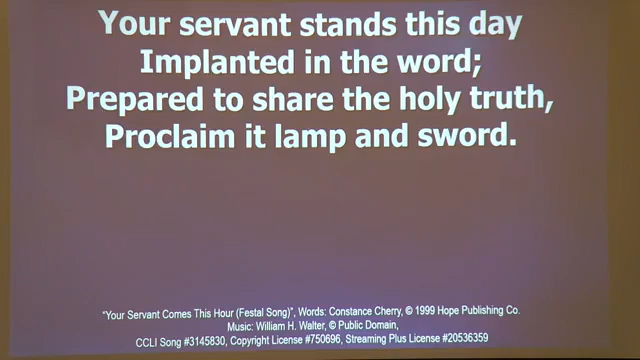 Your servant stands this day
Implanted in the word;
Prepared to share the holy truth,
Proclaim it lamp and sword.
“Your Servant Comes This Hour (Festal Song)”, Words: Constance Cherry, © 1999 Hope Publishing Co.
Music: William H. Walter, © Public Domain,
CCLI Song #3145830, Copyright License #750696, Streaming Plus License #20536359